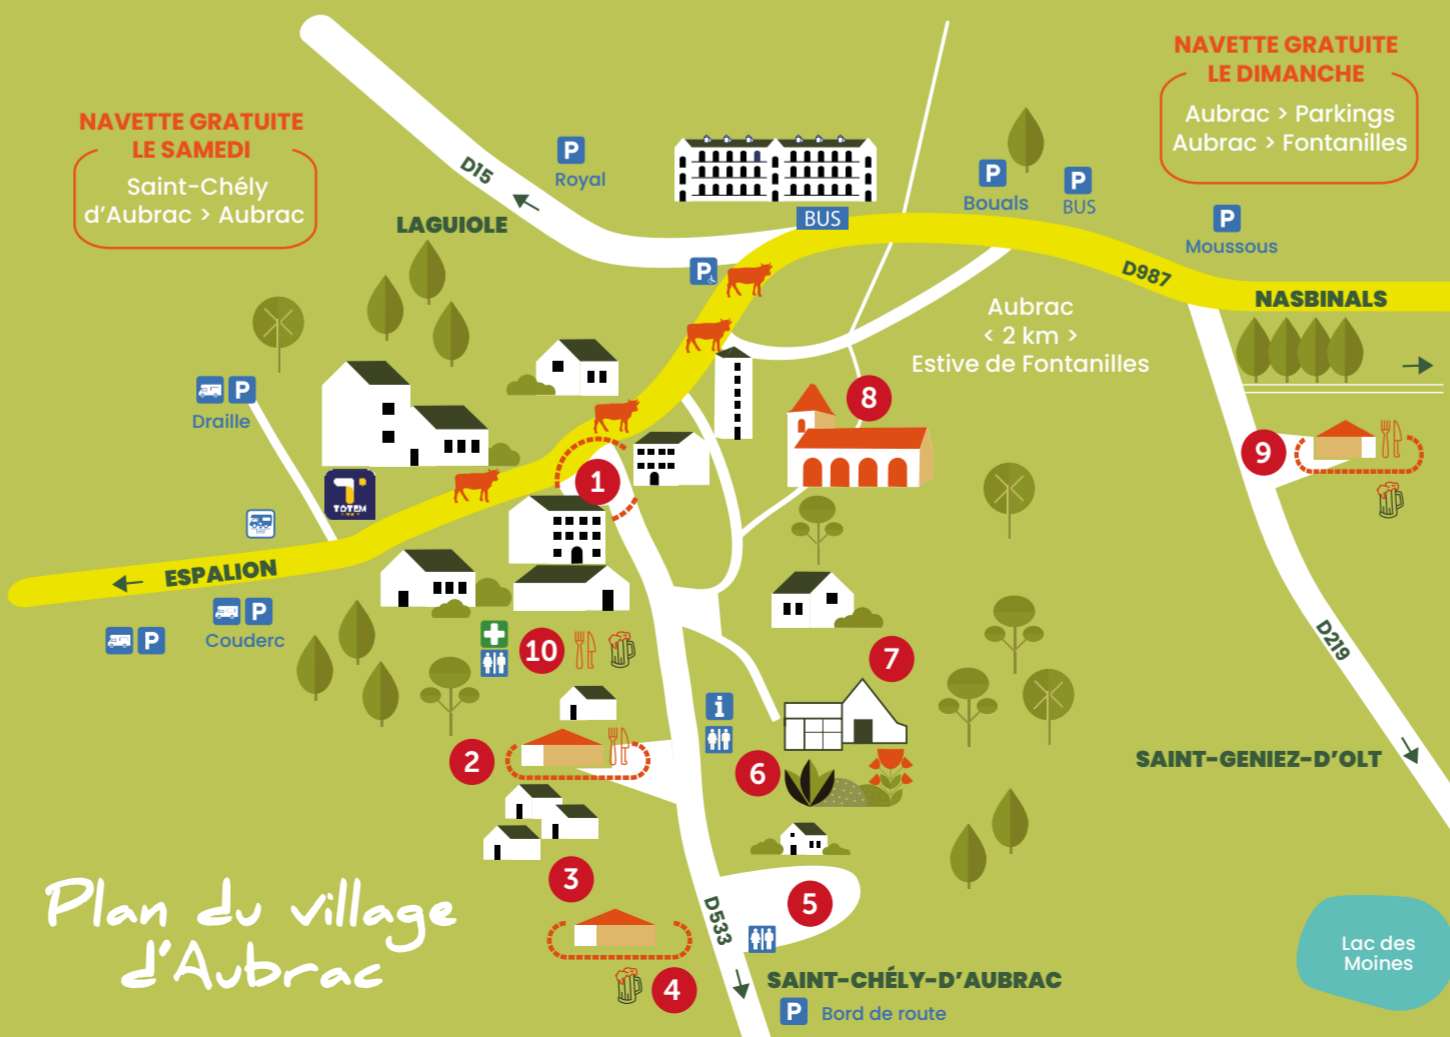 NAVETTE GRATUITE
LE SAMEDI
Saint-Chély
d'Aubrac > Aubrac
NAVETTE GRATUITE
LE DIMANCHE
Aubrac > Parkings
Aubrac > Fontanilles
D15
P
Royal
LAGUIOLE
BUS
P
Bouals
P
BUS
P
Moussous
D987
NASBINALS
P
Aubrac
< 2 km >
Estive de Fontanilles
P
Draille
8
9
1
TOTEM
ESPALION
P
Couderc
P
10
7
i
2
6
D219
SAINT-GENIEZ-D'OLT
3
5
D533
4
Plan du village
d'Aubrac
SAINT-CHÉLY-D'AUBRAC
P Bord de route
Lac des
Moines